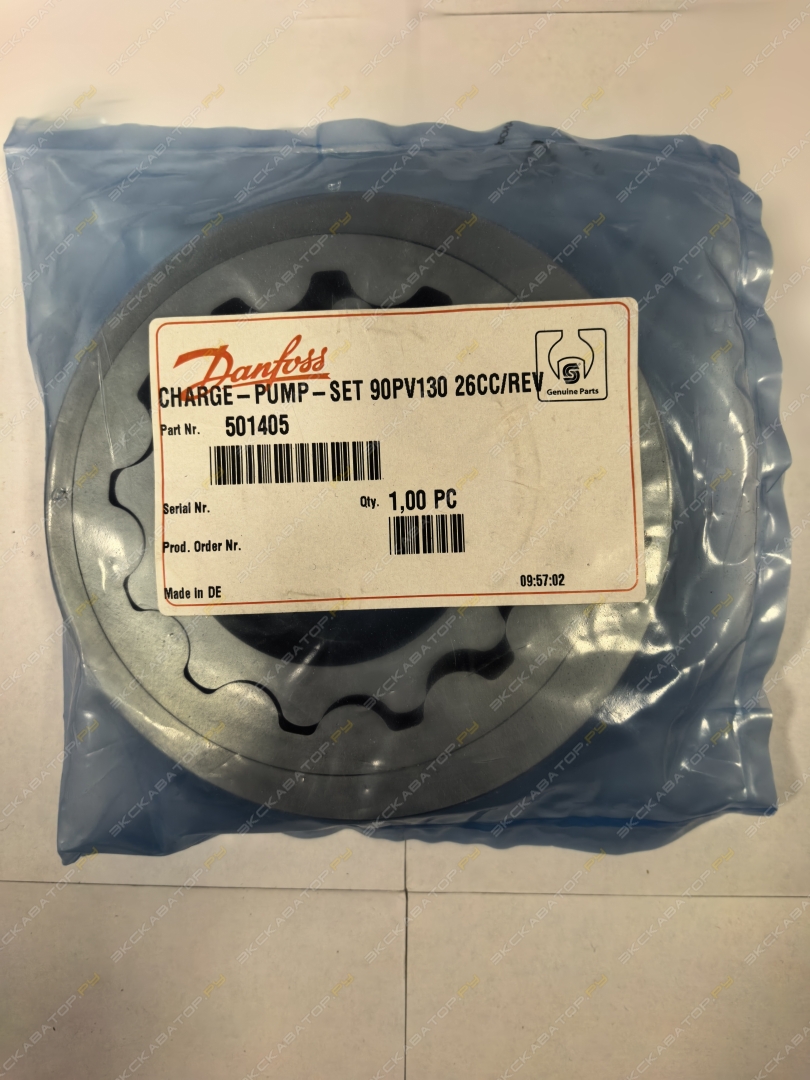 Danfoss
CHARGE-PUMP-SET 90PV130 26CC/REV
Genuine Parts
Part Nr. 501405
Serial Nr.
Qty. 1,00 PC
Prod. Order Nr.
Made in DE
09:57:02
ЭКСКАВАТОР.РУ